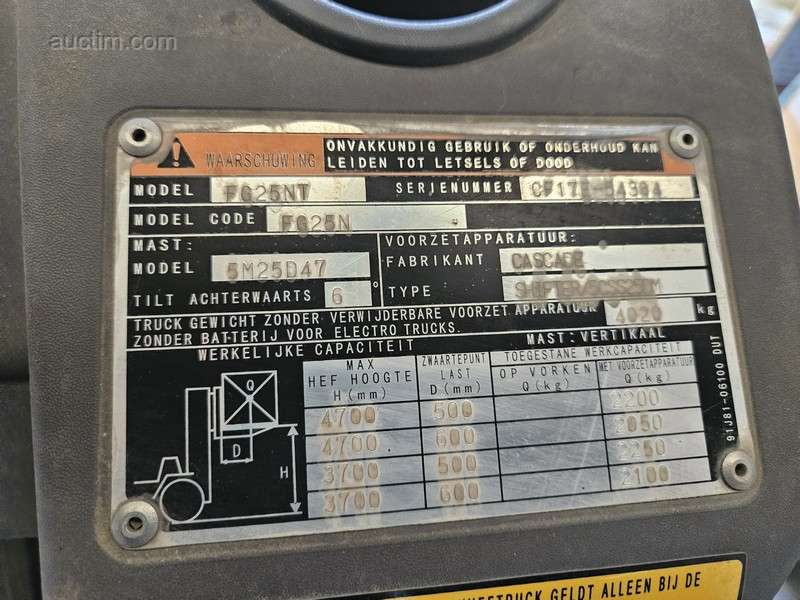 auctim.com
WAARSCHUWING
ONVAKKUNDIG GEBRUIK OF ONDERHOUD KAN
LEIDEN TOT LETSELS OF DOOD
MODEL FG25NT SERIENUMMER
MODEL CODE FG25N
MAST: VOORZETAPPARATUUR:
MODEL 5M25D47 FABRIKANT CASCADE
TILT ACHTERWAARTS 6° TYPE
TRUCK GEWICHT ZONDER VERWIJDERBARE VOORZET APPARATUUR 4020 kg
ZONDER BATTERIJ VOOR ELECTRO TRUCKS.
WERKELIJKE CAPACITEIT MAST: VERTIKAAL
MAX HEF HOOGTE H(mm) ZWAARTEPUNT LAST D(mm) TOEGESTANE WERKCAPACITEIT
OP VORKEN Q(kg) MET VOORZETAPPARATUUR Q(kg)
4700 500 2200
4700 600 2050
3700 500 2250
3700 600 2100
Q
D
H
91J81-06100 DUT
GELDT ALLEEN BIJ DE